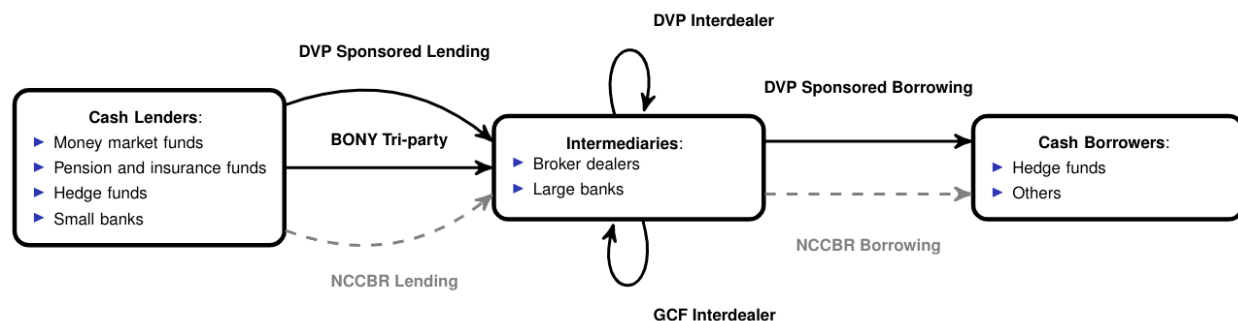 DVP Interdealer
DVP Sponsored Lending
DVP Sponsored Borrowing
Cash Lenders:
Money market funds
Pension and insurance funds
Hedge funds
Small banks
BONY Tri-party
Intermediaries:
Broker dealers
Large banks
Cash Borrowers:
Hedge funds
Others
NCCBR Lending
NCCBR Borrowing
GCF Interdealer